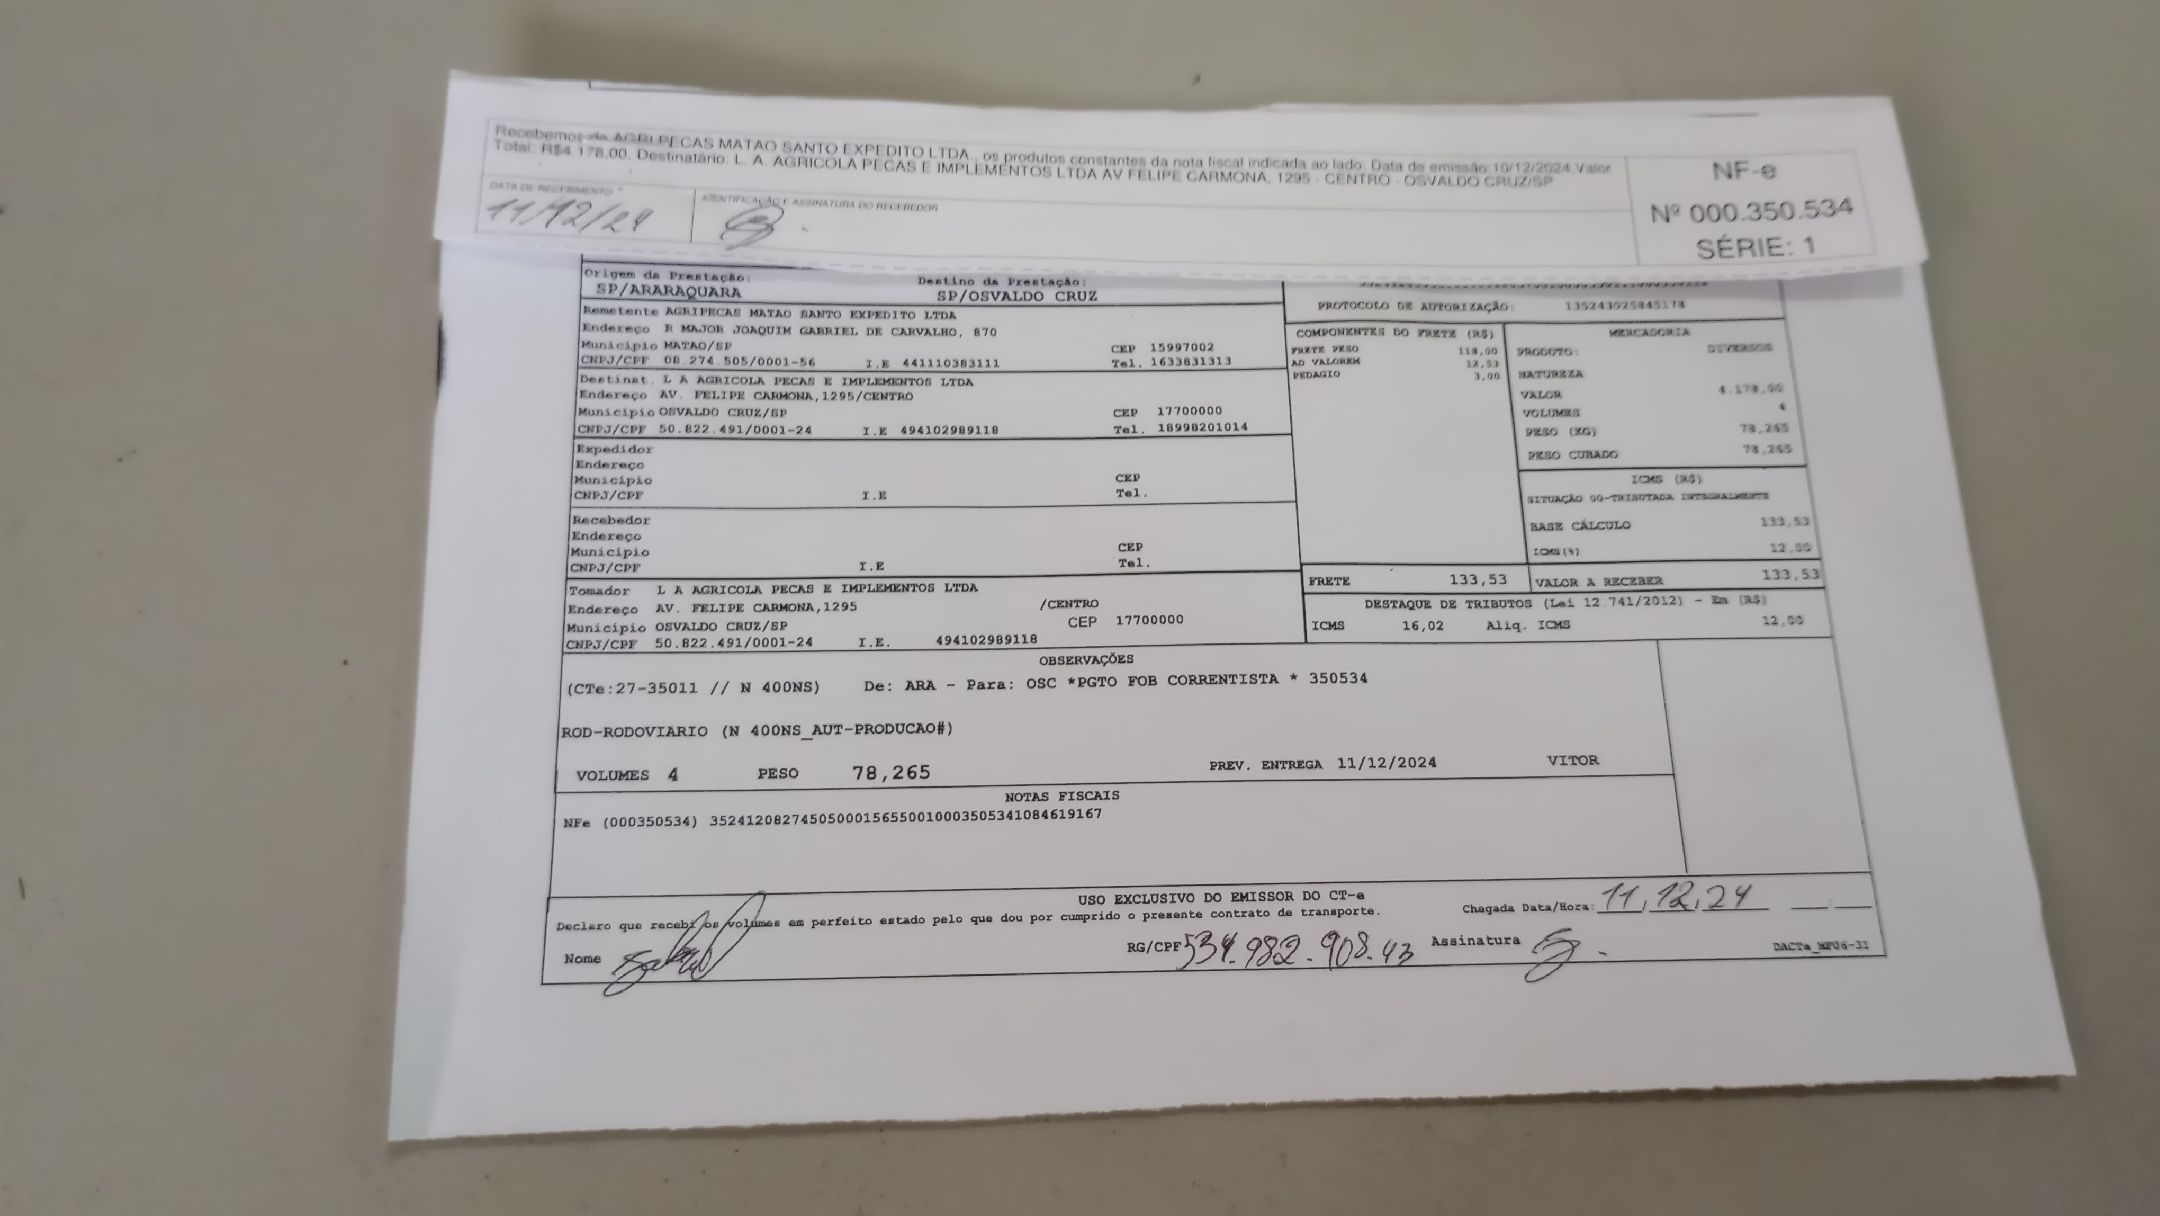 Recebemos de AGRI PECAS MATAO SANTO EXPEDITO LTDA., os produtos constantes da nota fiscal indicada ao lado. Data de emissão 10/12/2024.Valor
Total: R$4.178,00. Destinatário: L. A. AGRICOLA PECAS E IMPLEMENTOS LTDA AV FELIPE CARMONA, 1295 - CENTRO - OSVALDO CRUZ/SP
DATA DE RECEBIMENTO
IDENTIFICAÇÃO E ASSINATURA DO RECEBEDOR
11/12/24
NF-e
Nº 000.350.534
SÉRIE: 1
Origem da Prestação:
SP/ARARAQUARA
Destino da Prestação:
SP/OSVALDO CRUZ
Remetente AGRIPECAS MATAO SANTO EXPEDITO LTDA
Endereço R MAJOR JOAQUIM GABRIEL DE CARVALHO, 870
Município MATAO/SP CEP 15997002
CNPJ/CPF 08.274.505/0001-56 I.E 441110383111 Tel. 1633831313
Destinat. L A AGRICOLA PECAS E IMPLEMENTOS LTDA
Endereço AV. FELIPE CARMONA,1295/CENTRO
Município OSVALDO CRUZ/SP CEP 17700000
CNPJ/CPF 50.822.491/0001-24 I.E 494102989118 Tel. 18998201014
Expedidor
Endereço
Município CEP
CNPJ/CPF I.E Tel.
Recebedor
Endereço
Município CEP
CNPJ/CPF I.E Tel.
Tomador L A AGRICOLA PECAS E IMPLEMENTOS LTDA
Endereço AV. FELIPE CARMONA,1295 /CENTRO
Município OSVALDO CRUZ/SP CEP 17700000
CNPJ/CPF 50.822.491/0001-24 I.E. 494102989118
PROTOCOLO DE AUTORIZAÇÃO: 135243925845178
COMPONENTES DO FRETE (R$)
FRETE PESO 118,00
AD VALOREM 12,53
PEDAGIO 3,00
MERCADORIA
PRODUTO: DIVERSOS
NATUREZA
VALOR 4.178,00
VOLUMES 4
PESO (KG) 78,265
PESO CUBADO 78,265
ICMS (R$)
SITUAÇÃO 00-TRIBUTADA INTEGRALMENTE
BASE CÁLCULO 133,53
ICMS(%) 12,00
FRETE 133,53 VALOR A RECEBER 133,53
DESTAQUE DE TRIBUTOS (Lei 12.741/2012) - Em (R$)
ICMS 16,02 Aliq. ICMS 12,00
OBSERVAÇÕES
(CTe:27-35011 // N 400NS) De: ARA - Para: OSC *PGTO FOB CORRENTISTA * 350534
ROD-RODOVIARIO (N 400NS_AUT-PRODUCAO#)
VOLUMES 4 PESO 78,265 PREV. ENTREGA 11/12/2024 VITOR
NOTAS FISCAIS
NFe (000350534) 35241208274505000156550010003505341084619167
USO EXCLUSIVO DO EMISSOR DO CT-e
Declaro que recebi os volumes em perfeito estado pelo que dou por cumprido o presente contrato de transporte. Chegada Data/Hora: 11,12,24
Nome RG/CPF 534.982.908.43 Assinatura DACTe_MF06-31